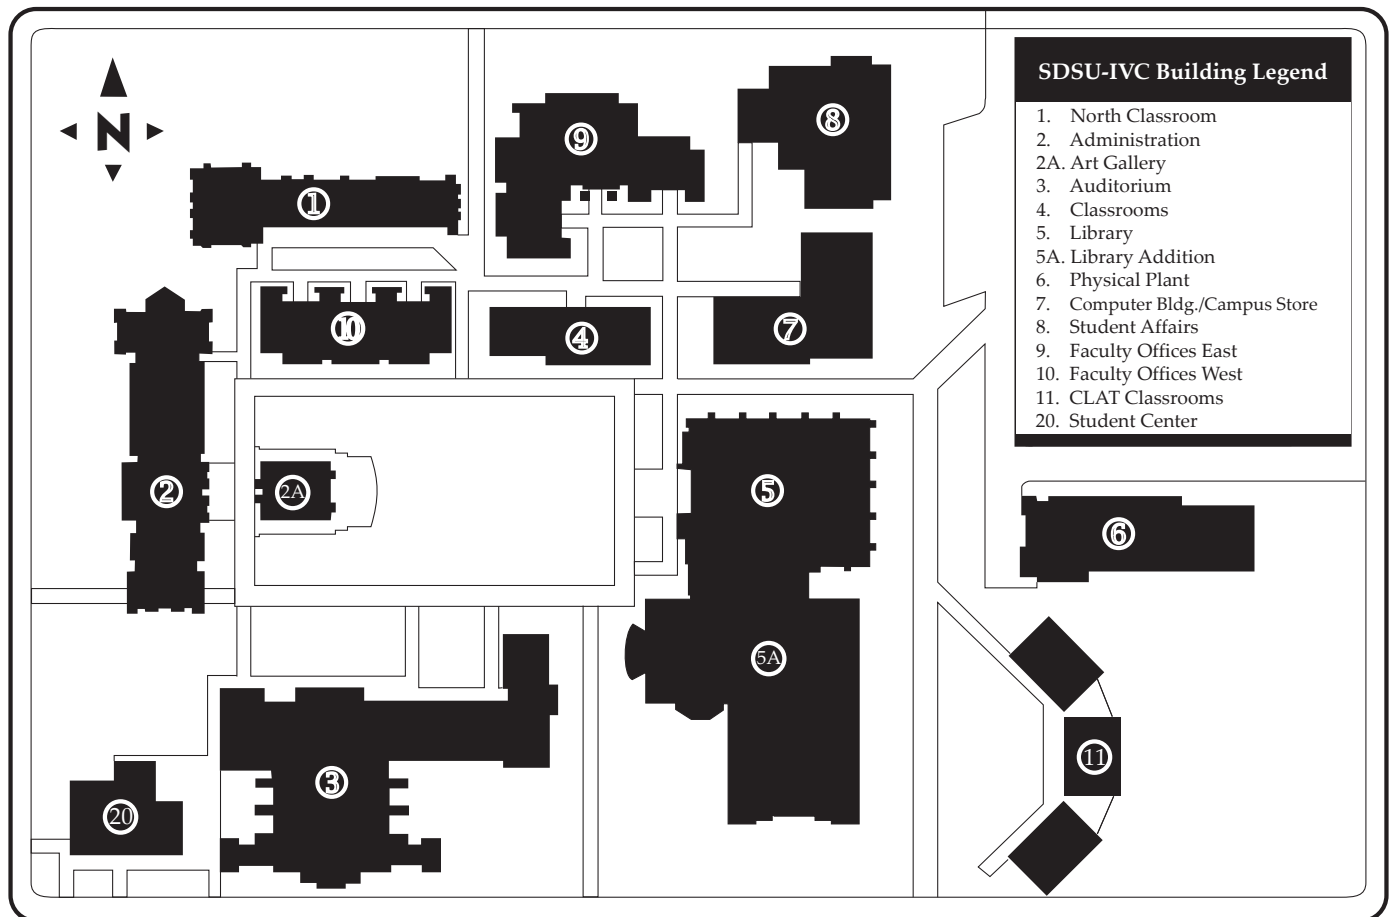 N
SDSU-IVC Building Legend
1. North Classroom
2. Administration
2A. Art Gallery
3. Auditorium
4. Classrooms
5. Library
5A. Library Addition
6. Physical Plant
7. Computer Bldg./Campus Store
8. Student Affairs
9. Faculty Offices East
10. Faculty Offices West
11. CLAT Classrooms
20. Student Center
8
9
1
10
4
7
2
2A
5
6
5A
11
3
20